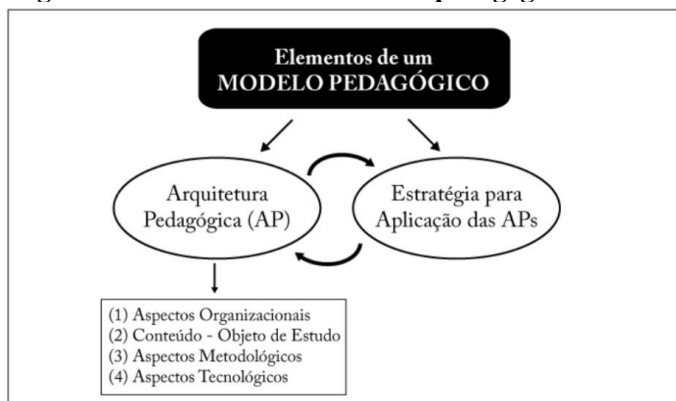 Elementos de um
MODELO PEDAGÓGICO
Arquitetura
Pedagógica (AP)
Estratégia para
Aplicação das APs
(1) Aspectos Organizacionais
(2) Conteúdo - Objeto de Estudo
(3) Aspectos Metodológicos
(4) Aspectos Tecnológicos